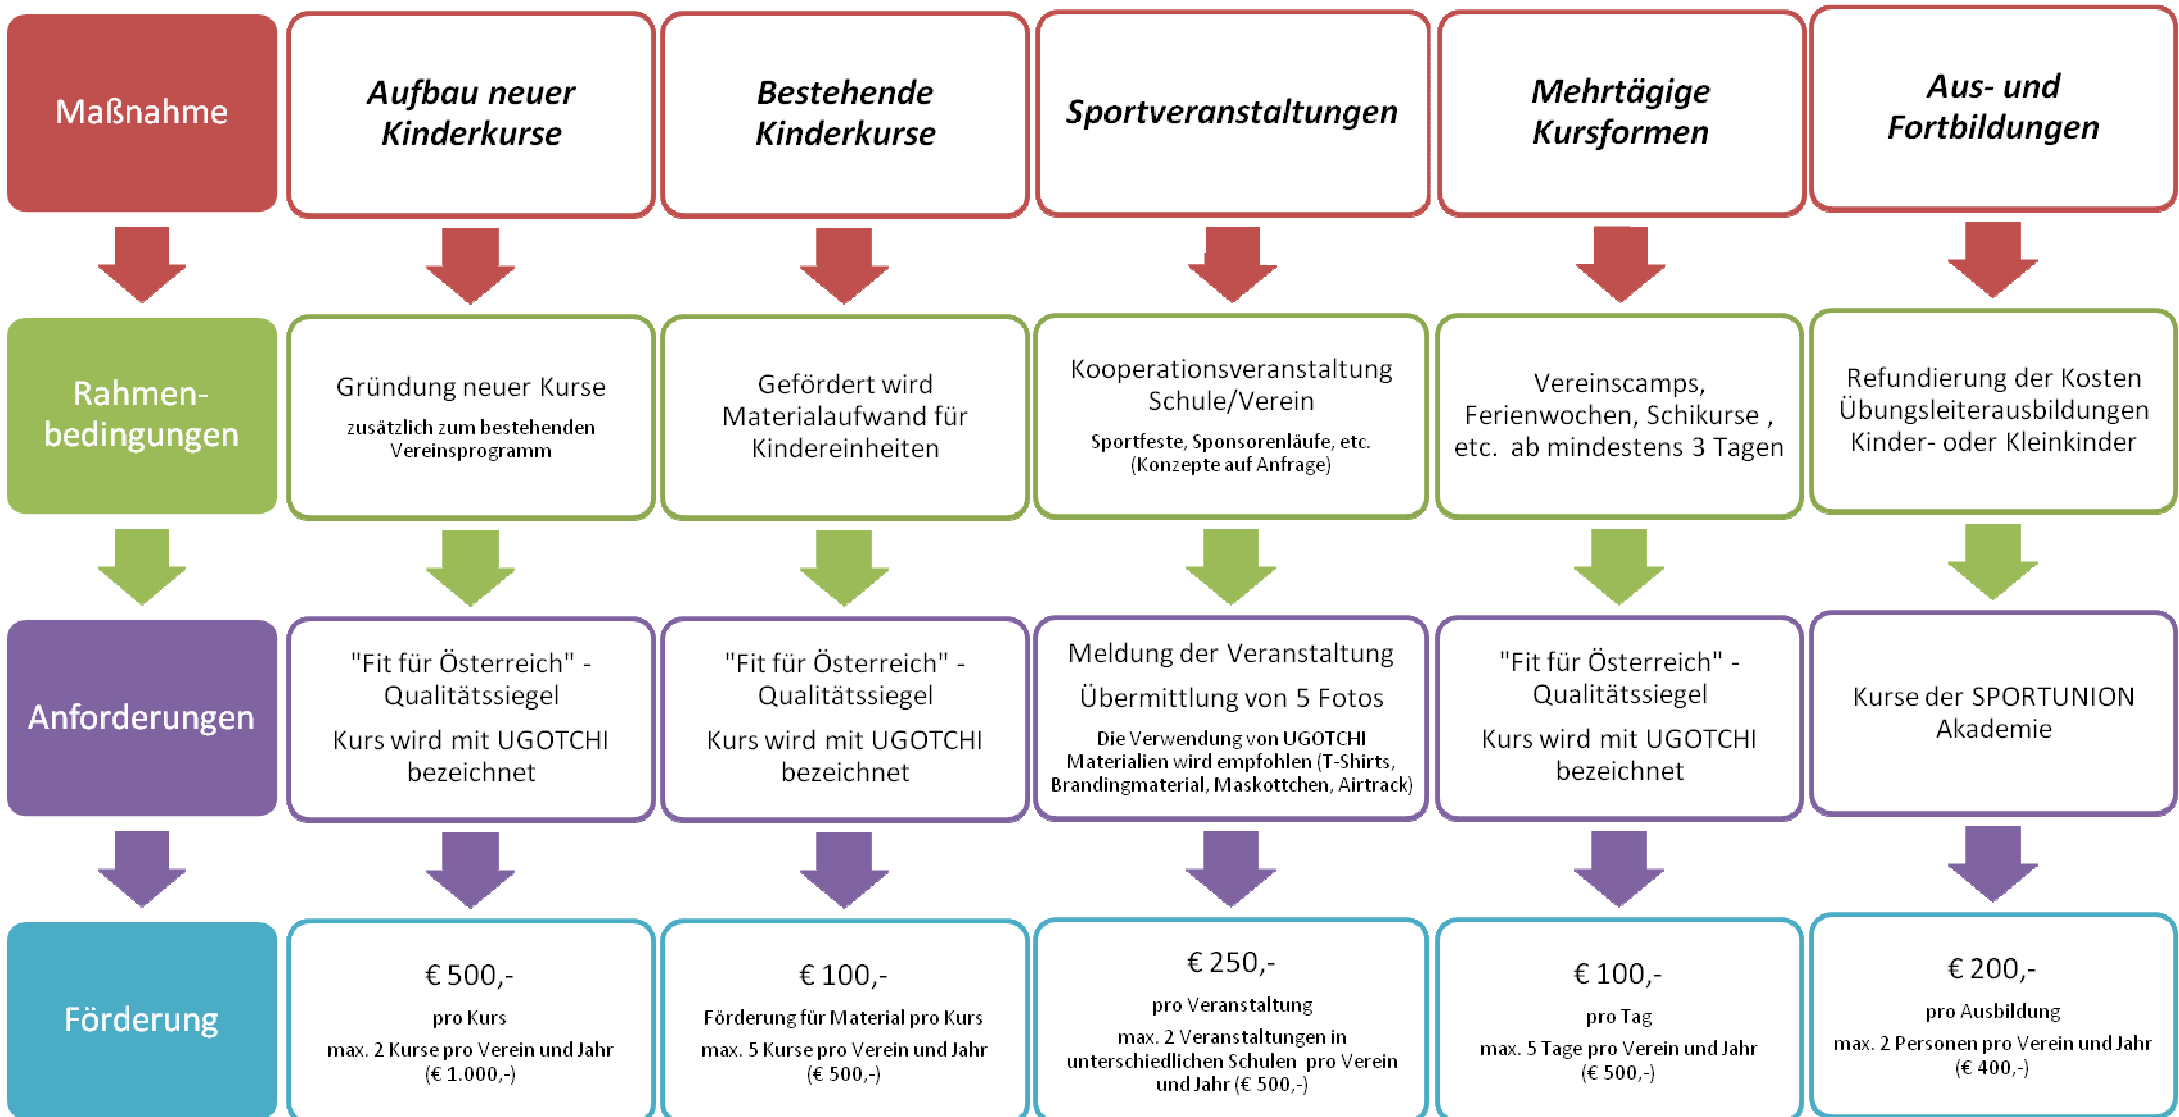 Maßnahme
Aufbau neuer
Kinderkurse
Bestehende
Kinderkurse
Sportveranstaltungen
Mehrtägige
Kursformen
Aus- und
Fortbildungen
Rahmen-
bedingungen
Gründung neuer Kurse
zusätzlich zum bestehenden
Vereinsprogramm
Gefördert wird
Materialaufwand für
Kindereinheiten
Kooperationsveranstaltung
Schule/Verein
Sportfeste, Sponsorenläufe, etc.
(Konzepte auf Anfrage)
Vereinscamps,
Ferienwochen, Schikurse ,
etc.  ab mindestens 3 Tagen
Refundierung der Kosten
Übungsleiterausbildungen
Kinder- oder Kleinkinder
Anforderungen
"Fit für Österreich" -
Qualitätssiegel
Kurs wird mit UGOTCHI
bezeichnet
"Fit für Österreich" -
Qualitätssiegel
Kurs wird mit UGOTCHI
bezeichnet
Meldung der Veranstaltung
Übermittlung von 5 Fotos
Die Verwendung von UGOTCHI
Materialien wird empfohlen (T-Shirts,
Brandingmaterial, Maskottchen, Airtrack)
"Fit für Österreich" -
Qualitätssiegel
Kurs wird mit UGOTCHI
bezeichnet
Kurse der SPORTUNION
Akademie
Förderung
€ 500,-
pro Kurs
max. 2 Kurse pro Verein und Jahr
(€ 1.000,-)
€ 100,-
Förderung für Material pro Kurs
max. 5 Kurse pro Verein und Jahr
(€ 500,-)
€ 250,-
pro Veranstaltung
max. 2 Veranstaltungen in
unterschiedlichen Schulen  pro Verein
und Jahr (€ 500,-)
€ 100,-
pro Tag
max. 5 Tage pro Verein und Jahr
(€ 500,-)
€ 200,-
pro Ausbildung
max. 2 Personen pro Verein und Jahr
(€ 400,-)